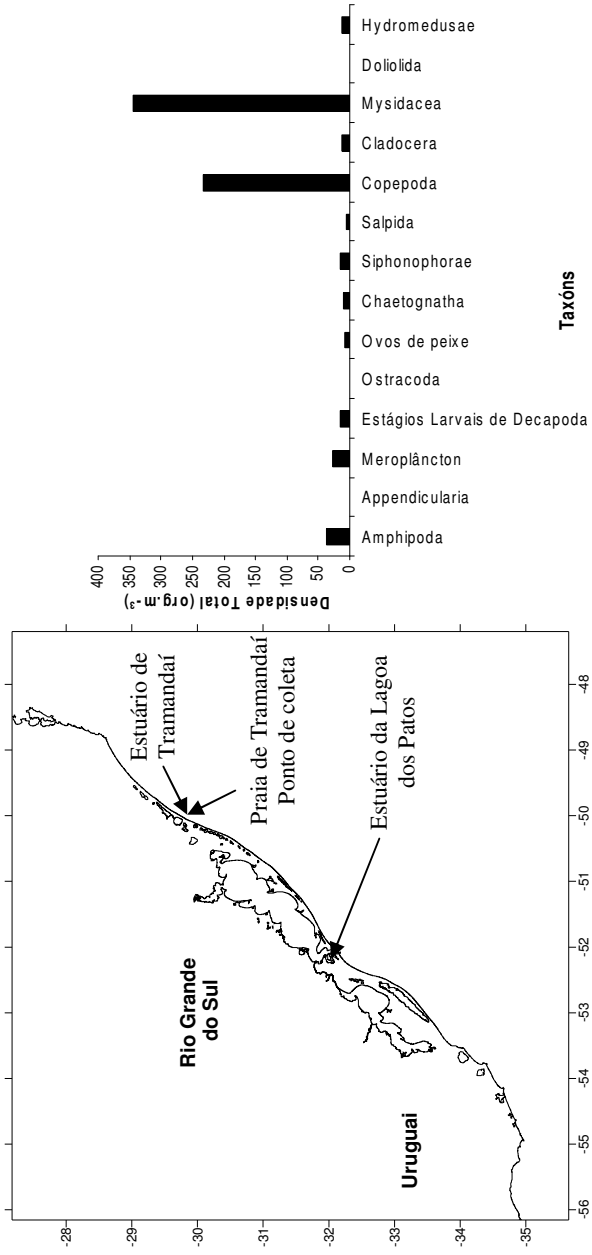 -28
-29
-30
-31
-32
-33
-34
-35
-56
-55
-54
-53
-52
-51
-50
-49
-48
Rio Grande
do Sul
Uruguai
Estuário de
Tramandaí
Praia de Tramandaí
Ponto de coleta
Estuário da Lagoa
dos Patos
Densidade Total (org.m-³)
400
350
300
250
200
150
100
50
0
Amphipoda
Appendicularia
Meroplâncton
Estágios Larvais de Decapoda
Ostracoda
Ovos de peixe
Chaetognatha
Siphonophorae
Salpida
Copepoda
Cladocera
Mysidacea
Doliolida
Hydromedusae
Taxóns